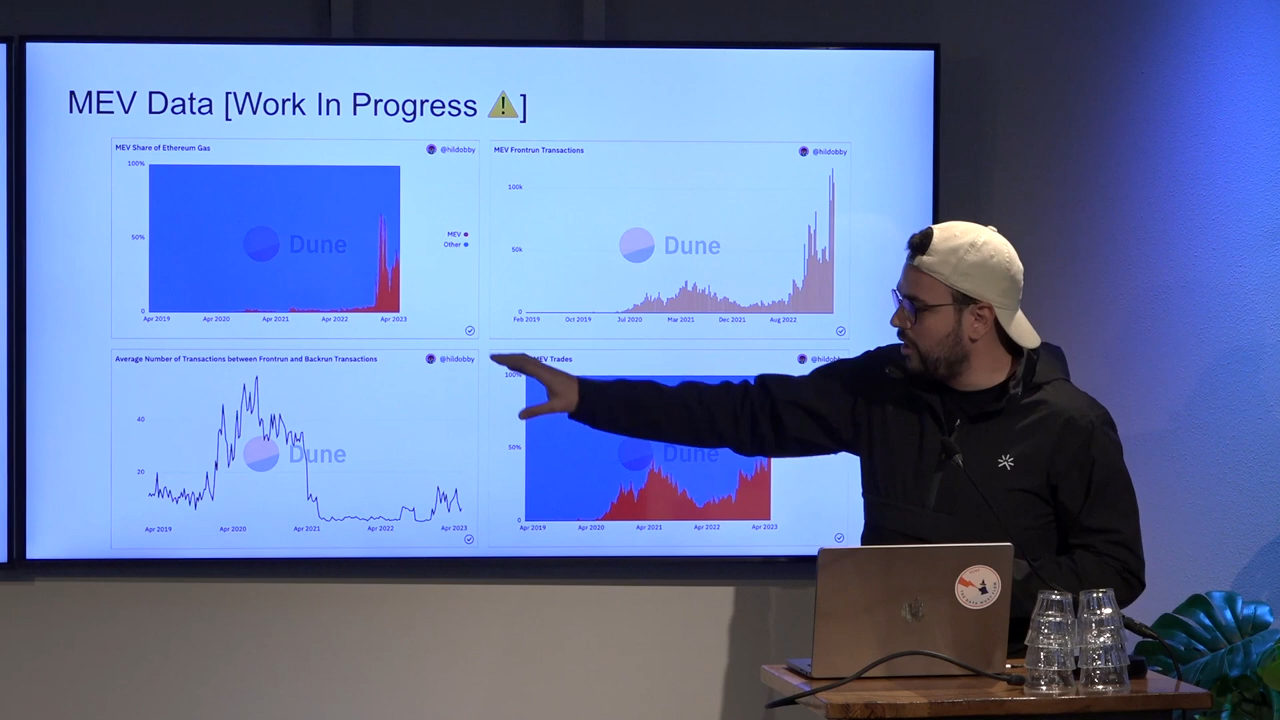 MEV Data [Work In Progress ⚠️]
MEV Share of Ethereum Gas
@hildobby
100%
50%
0
Dune
MEV
Other
Apr 2019 Apr 2020 Apr 2021 Apr 2022 Apr 2023
MEV Frontrun Transactions
@hildobby
100k
50k
0
Dune
Feb 2019 Oct 2019 Jul 2020 Mar 2021 Dec 2021 Aug 2022
Average Number of Transactions between Frontrun and Backrun Transactions
@hildobby
40
20
Dune
Apr 2019 Apr 2020 Apr 2021 Apr 2022 Apr 2023
MEV Trades
@hildobby
100%
50%
0
Dune
Apr 2019 Apr 2020 Apr 2021 Apr 2022 Apr 2023